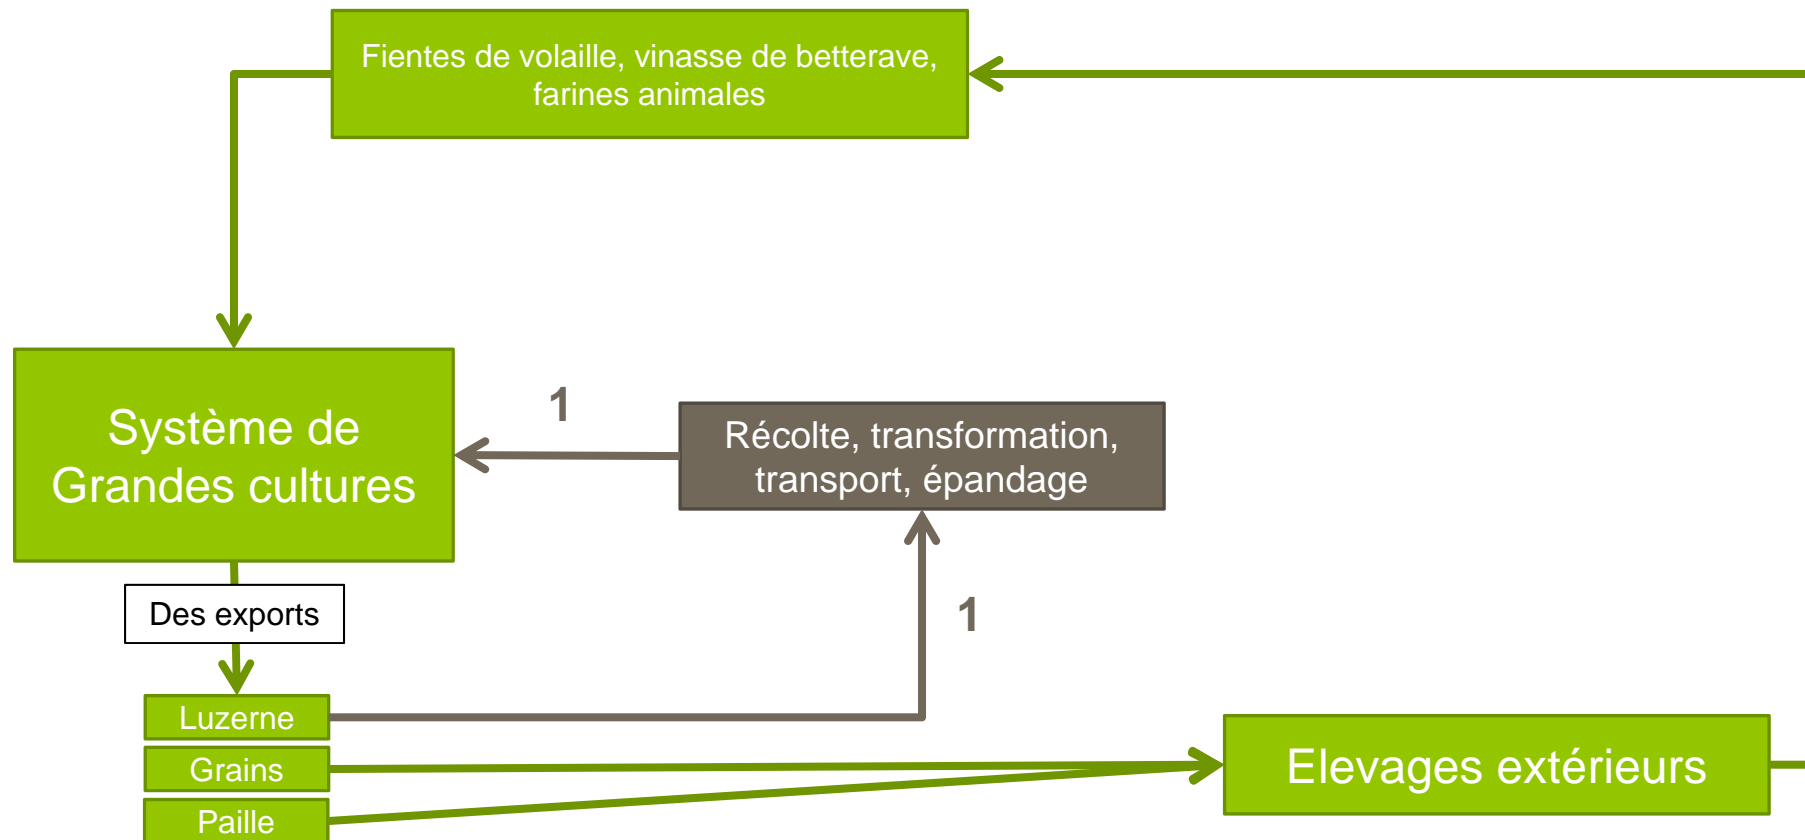 Fientes de volaille, vinasse de betterave,
farines animales
Système de
Grandes cultures
1
Récolte, transformation,
transport, épandage
Des exports
1
Luzerne
Grains
Paille
Elevages extérieurs